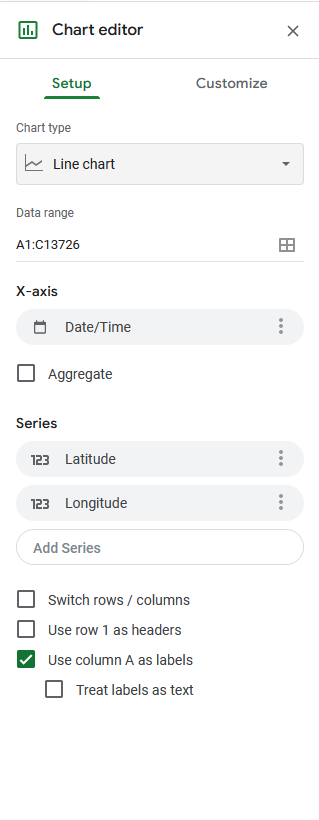 Chart editor
Setup Customize
Chart type
Line chart
Data range
A1:C13726
X-axis
Date/Time
Aggregate
Series
123 Latitude
123 Longitude
Add Series
Switch rows / columns
Use row 1 as headers
Use column A as labels
Treat labels as text